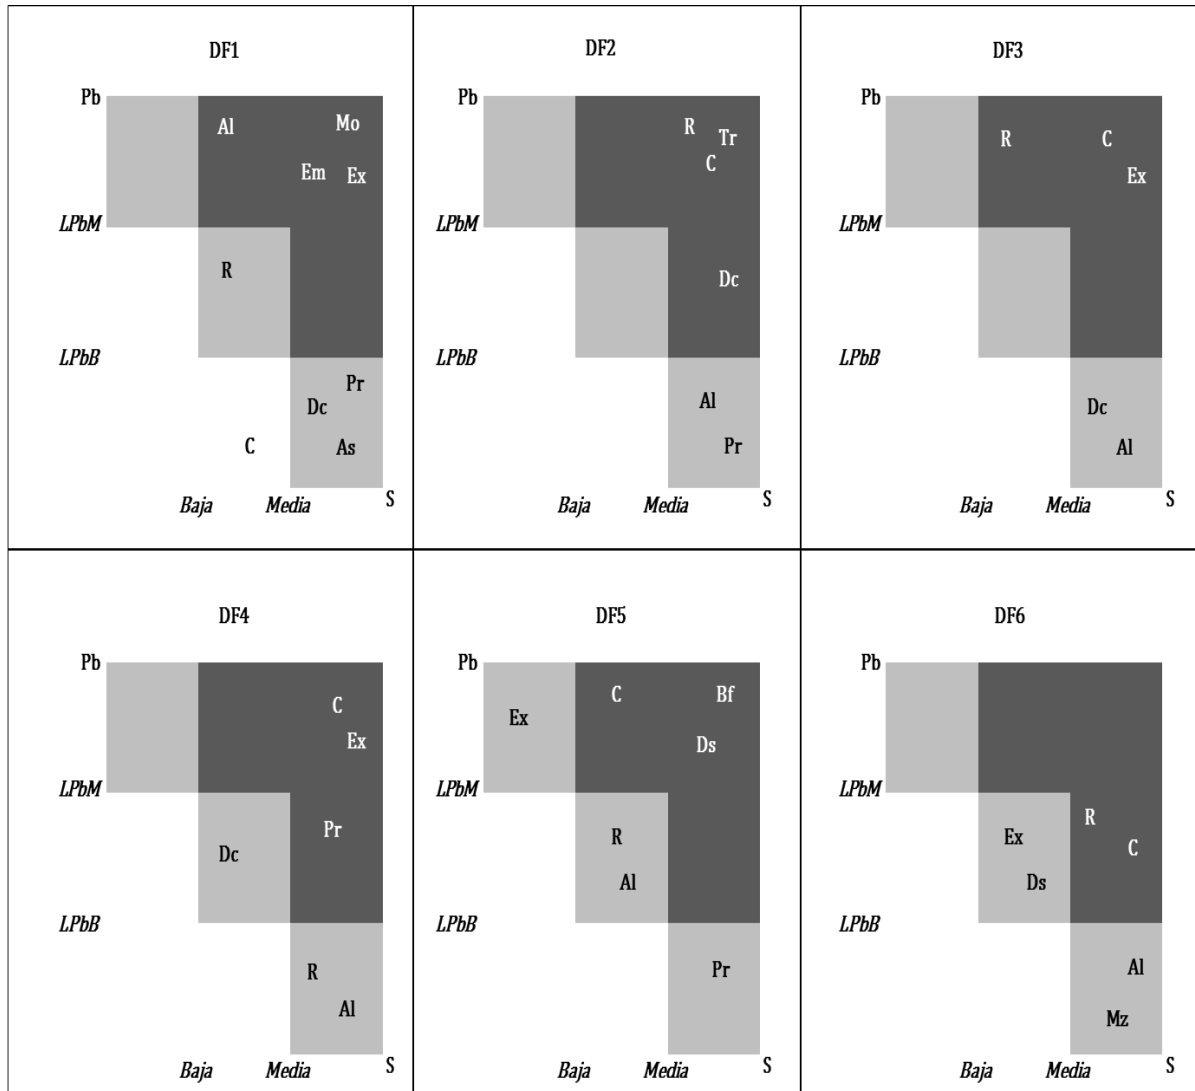 DF1
Pb
Al
Mo
Em
Ex
LPbM
R
LPbB
Pr
Dc
C
As
Baja
Media
S
DF2
Pb
R
Tr
C
LPbM
Dc
LPbB
Al
Pr
Baja
Media
S
DF3
Pb
R
C
Ex
LPbM
LPbB
Dc
Al
Baja
Media
S
DF4
Pb
C
Ex
LPbM
Pr
Dc
LPbB
R
Al
Baja
Media
S
DF5
Pb
C
Bf
Ex
Ds
LPbM
R
Al
LPbB
Pr
Baja
Media
S
DF6
Pb
LPbM
R
Ex
C
Ds
LPbB
Al
Mz
Baja
Media
S